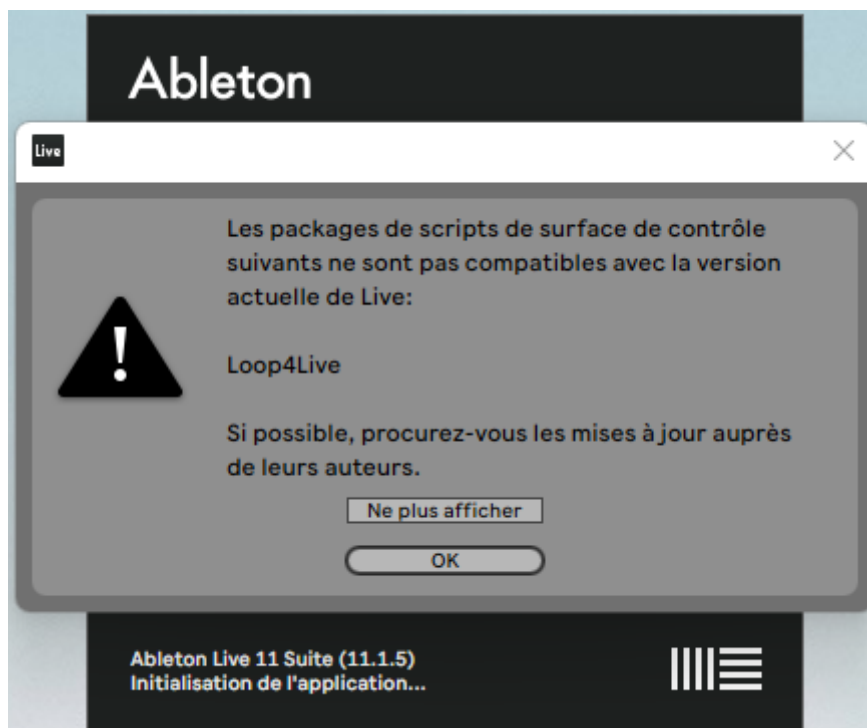 Ableton
Live
Les packages de scripts de surface de contrôle
suivants ne sont pas compatibles avec la version
actuelle de Live:
Loop4Live
Si possible, procurez-vous les mises à jour auprès
de leurs auteurs.
Ne plus afficher
OK
Ableton Live 11 Suite (11.1.5)
Initialisation de l'application...